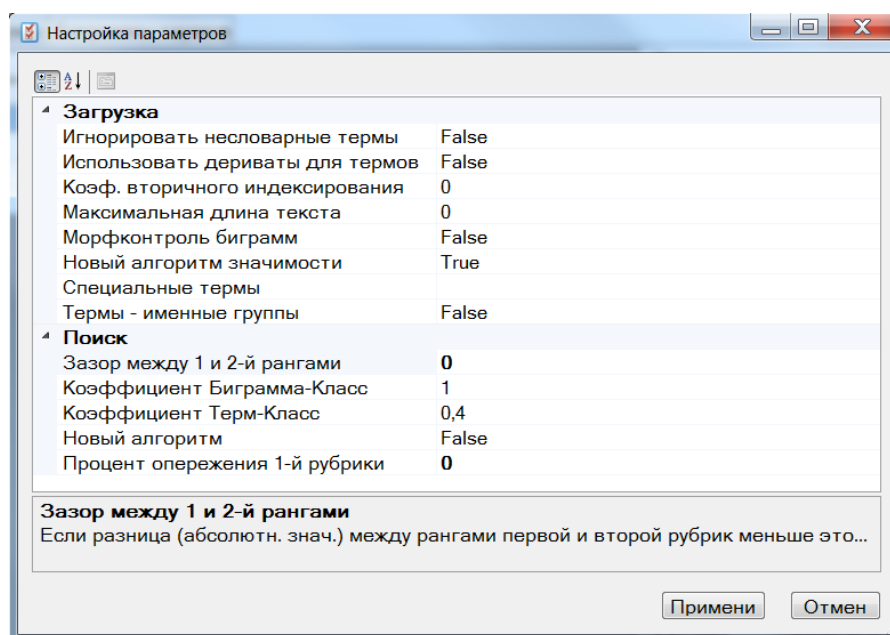 Настройка параметров
Загрузка
Игнорировать несловарные термы False
Использовать дериваты для термов False
Коэф. вторичного индексирования 0
Максимальная длина текста 0
Морфконтроль биграмм False
Новый алгоритм значимости True
Специальные термы
Термы - именные группы False
Поиск
Зазор между 1 и 2-й рангами 0
Коэффициент Биграмма-Класс 1
Коэффициент Терм-Класс 0,4
Новый алгоритм False
Процент опережения 1-й рубрики 0
Зазор между 1 и 2-й рангами
Если разница (абсолютн. знач.) между рангами первой и второй рубрик меньше это...
Примени Отмен